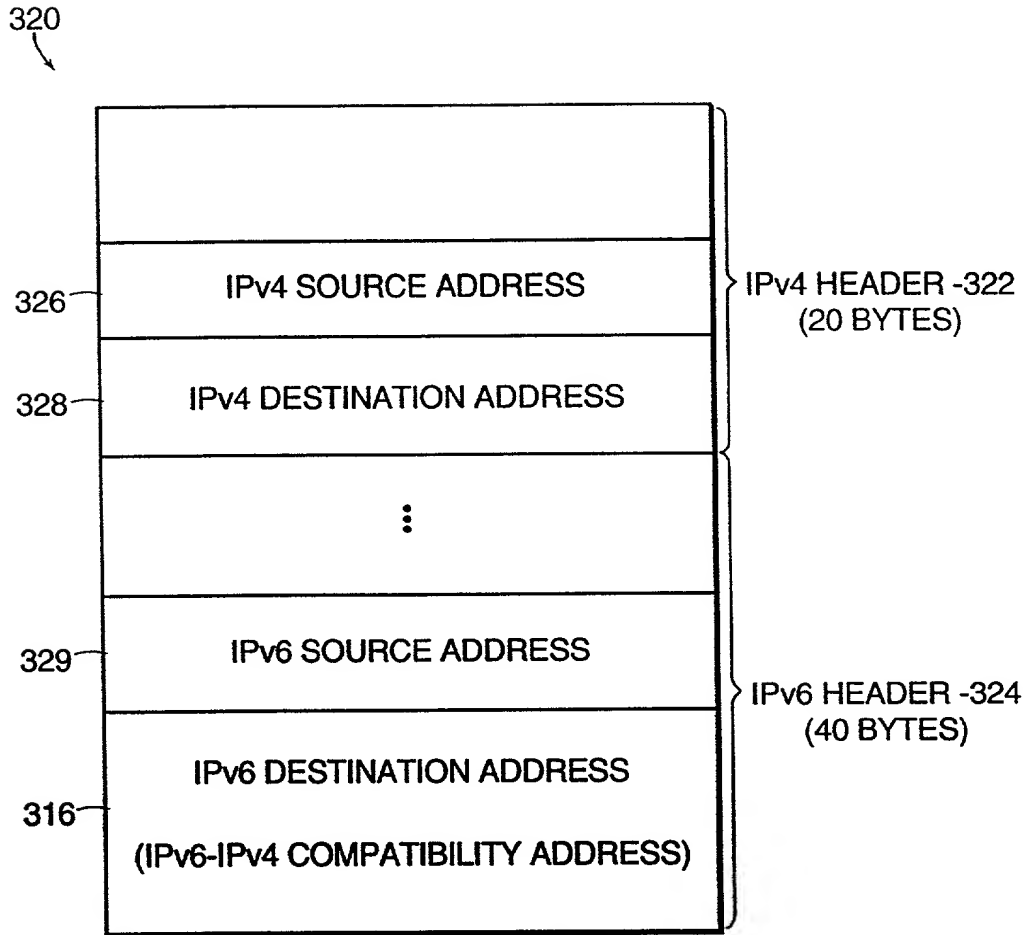 320
326
IPv4 SOURCE ADDRESS
IPv4 HEADER -322
(20 BYTES)
328
IPv4 DESTINATION ADDRESS
329
IPv6 SOURCE ADDRESS
IPv6 HEADER -324
(40 BYTES)
316
IPv6 DESTINATION ADDRESS
(IPv6-IPv4 COMPATIBILITY ADDRESS)